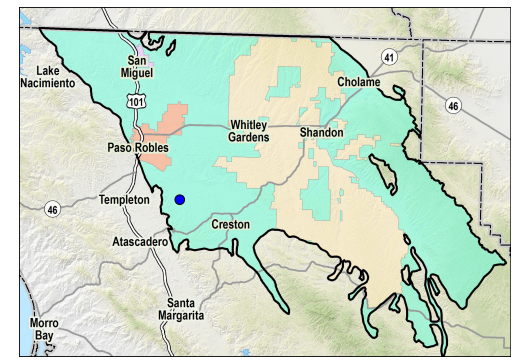 San
Miguel
Lake
Nacimiento
41
Cholame
101
46
Whitley
Gardens
Shandon
Paso Robles
Templeton
46
Creston
Atascadero
Santa
Margarita
Morro
Bay